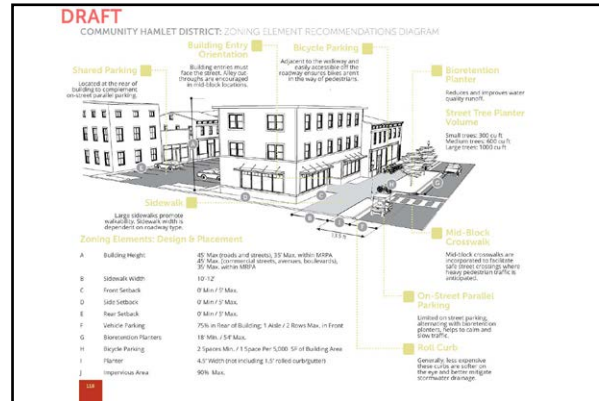 DRAFT
COMMUNITY HAMLET DISTRICT: ZONING ELEMENT RECOMMENDATIONS DIAGRAM
Building Entry
Orientation
Building entries must
face the street. Alley cut-
throughs are encouraged
in mid-block locations.
Bicycle Parking
Adjacent to the walkway and
easily accessible off the
roadway ensures bikes aren't
in the way of pedestrians.
Shared Parking
Located at the rear of
building to complement
on-street parallel parking.
Bioretention
Planter
Reduces and improves water
quality runoff.
Street Tree Planter
Volume
Small trees: 300 cu ft
Medium trees: 600 cu ft
Large trees: 1000 cu ft
Sidewalk
Large sidewalks promote
walkability. Sidewalk width is
dependent on roadway type.
Mid-Block
Crosswalk
Mid-block crosswalks are
incorporated to facilitate
safe street crossings where
heavy pedestrian traffic is
anticipated.
On-Street Parallel
Parking
Limited on street parking,
alternating with bioretention
planters, helps to calm and
slow traffic.
Roll Curb
Generally, less expensive
these curbs are softer on
the eye and better mitigate
stormwater drainage.
Zoning Elements: Design & Placement
A Building Height 45' Max (roads and streets), 35' Max. within MRPA
45' Max. (commercial streets, avenues, boulevards),
35' Max. within MRPA
B Sidewalk Width 10'-12'
C Front Setback 0' Min / 5' Max.
D Side Setback 0' Min / 5' Max.
E Rear Setback 0' Min / 5' Max.
F Vehicle Parking 75% in Rear of Building; 1 Aisle / 2 Rows Max. in Front
G Bioretention Planters 18' Min. / 54' Max.
H Bicycle Parking 2 Spaces Min. / 1 Space Per 5,000 SF of Building Area
I Planter 4.5' Width (not including 1.5' rolled curb/gutter)
J Impervious Area 90% Max.